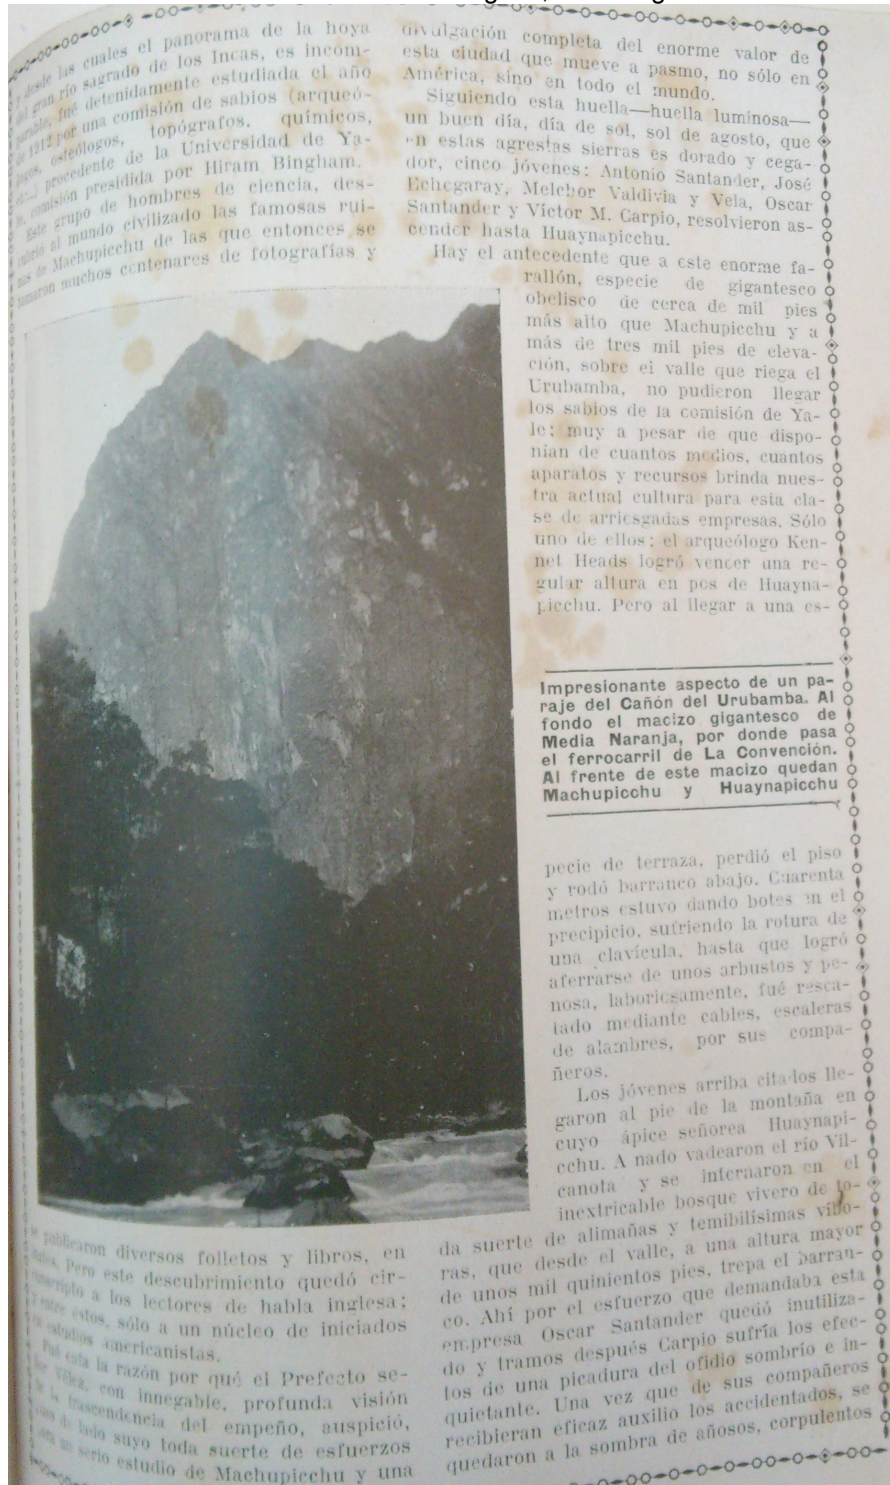 y desde las cuales el panorama de la hoya
del gran río sagrado de los Incas, es incom-
parable, fué detenidamente estudiada el año
de 1912 por una comisión de sabios (arqueó-
logos, osteólogos, topógrafos, químicos,
etc.,) procedente de la Universidad de Ya-
le, comisión presidida por Hiram Bingham.
Este grupo de hombres de ciencia, des-
cubrió al mundo civilizado las famosas rui-
nas de Machupicchu de las que entonces se
tomaron muchos centenares de fotografías y
se publicaron diversos folletos y libros, en
Pero este descubrimiento quedó cir-
cunscripto a los lectores de habla inglesa;
y entre estos, sólo a un núcleo de iniciados
en estudios americanistas.
Fué esta la razón por qué el Prefecto se-
ñor Vélez, con innegable, profunda visión
de la trascendencia del empeño, auspició,
de lado suyo toda suerte de esfuerzos
para un serio estudio de Machupicchu y una
divulgación completa del enorme valor de
esta ciudad que mueve a pasmo, no sólo en
América, sino en todo el mundo.
Siguiendo esta huella—huella luminosa—
un buen día, día de sol, sol de agosto, que
en estas agrestes sierras es dorado y cega-
dor, cinco jóvenes: Antonio Santander, José
Echegaray, Melchor Valdivia y Vela, Oscar
Santander y Víctor M. Carpio, resolvieron as-
cender hasta Huaynapicchu.
Hay el antecedente que a este enorme fa-
rallón, especie de gigantesco
obelisco de cerca de mil pies
más alto que Machupicchu y a
más de tres mil pies de eleva-
ción, sobre el valle que riega el
Urubamba, no pudieron llegar
los sabios de la comisión de Ya-
le; muy a pesar de que dispo-
nían de cuantos medios, cuantos
aparatos y recursos brinda nues-
tra actual cultura para esta cla-
se de arriesgadas empresas. Sólo
uno de ellos: el arqueólogo Ken-
net Heads logró vencer una re-
gular altura en pos de Huayna-
picchu. Pero al llegar a una es-
Impresionante aspecto de un pa-
raje del Cañón del Urubamba. Al
fondo el macizo gigantesco de
Media Naranja, por donde pasa
el ferrocarril de La Convención.
Al frente de este macizo quedan
Machupicchu y Huaynapicchu
pecie de terraza, perdió el piso
y rodó barranco abajo. Cuarenta
metros estuvo dando botes en el
precipicio, sufriendo la rotura de
una clavícula, hasta que logró
aferrarse de unos arbustos y pe-
nosa, laboriosamente, fué resca-
tado mediante cables, escaleras
de alambres, por sus compa-
ñeros.
Los jóvenes arriba citados lle-
garon al pie de la montaña en
cuyo ápice señorea Huaynapi-
cchu. A nado vadearon el río Vil-
canota y se internaron en el
inextricable bosque vivero de to-
da suerte de alimañas y temibilísimas víbo-
ras, que desde el valle, a una altura mayor
de unos mil quinientos pies, trepa el barran-
co. Ahí por el esfuerzo que demandaba esta
empresa Oscar Santander quedó inutiliza-
do y tramos después Carpio sufría los efec-
tos de una picadura del ofidio sombrío e in-
quietante. Una vez que de sus compañeros
recibieran eficaz auxilio los accidentados, se
quedaron a la sombra de añosos, corpulentos